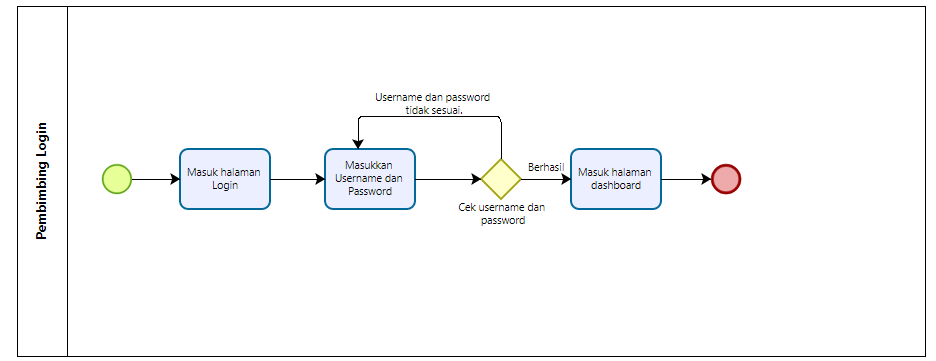 Pembimbing Login
Masuk halaman
Login
Masukkan
Username dan
Password
Username dan password
tidak sesuai.
Cek username dan
password
Berhasil
Masuk halaman
dashboard